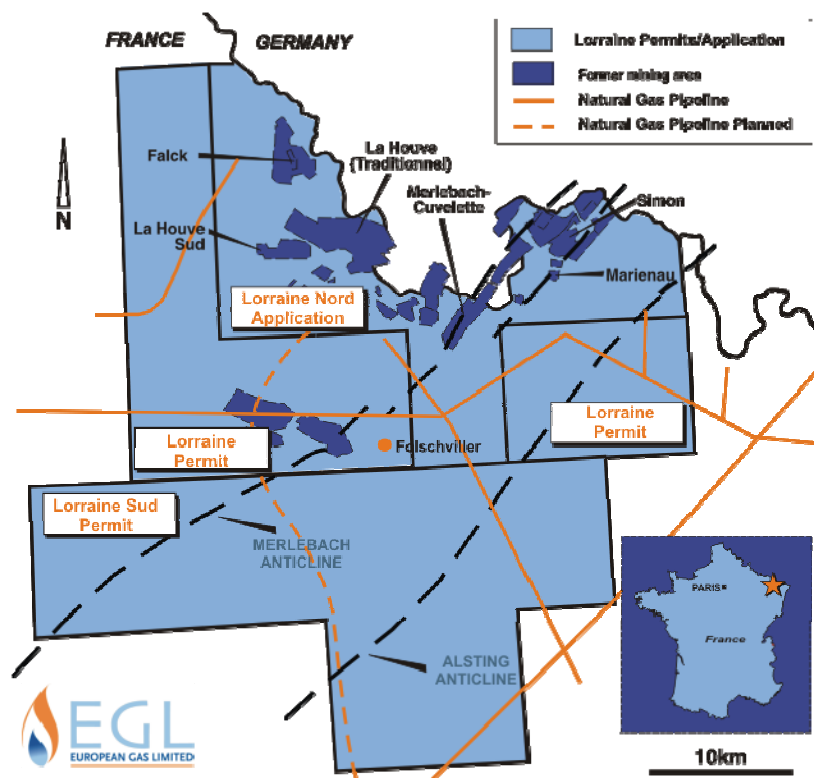 FRANCE GERMANY
Lorraine Permits/Application
Former mining area
Natural Gas Pipeline
Natural Gas Pipeline Planned
Falck
La Houve
(Traditionnel)
Merlebach-
Cuvelette
Simon
N
La Houve
Sud
Marienau
Lorraine Nord
Application
Lorraine
Permit
Lorraine
Permit
Folschviller
Lorraine Sud
Permit
MERLEBACH
ANTICLINE
PARIS
France
ALSTING
ANTICLINE
EGL
EUROPEAN GAS LIMITED
10km